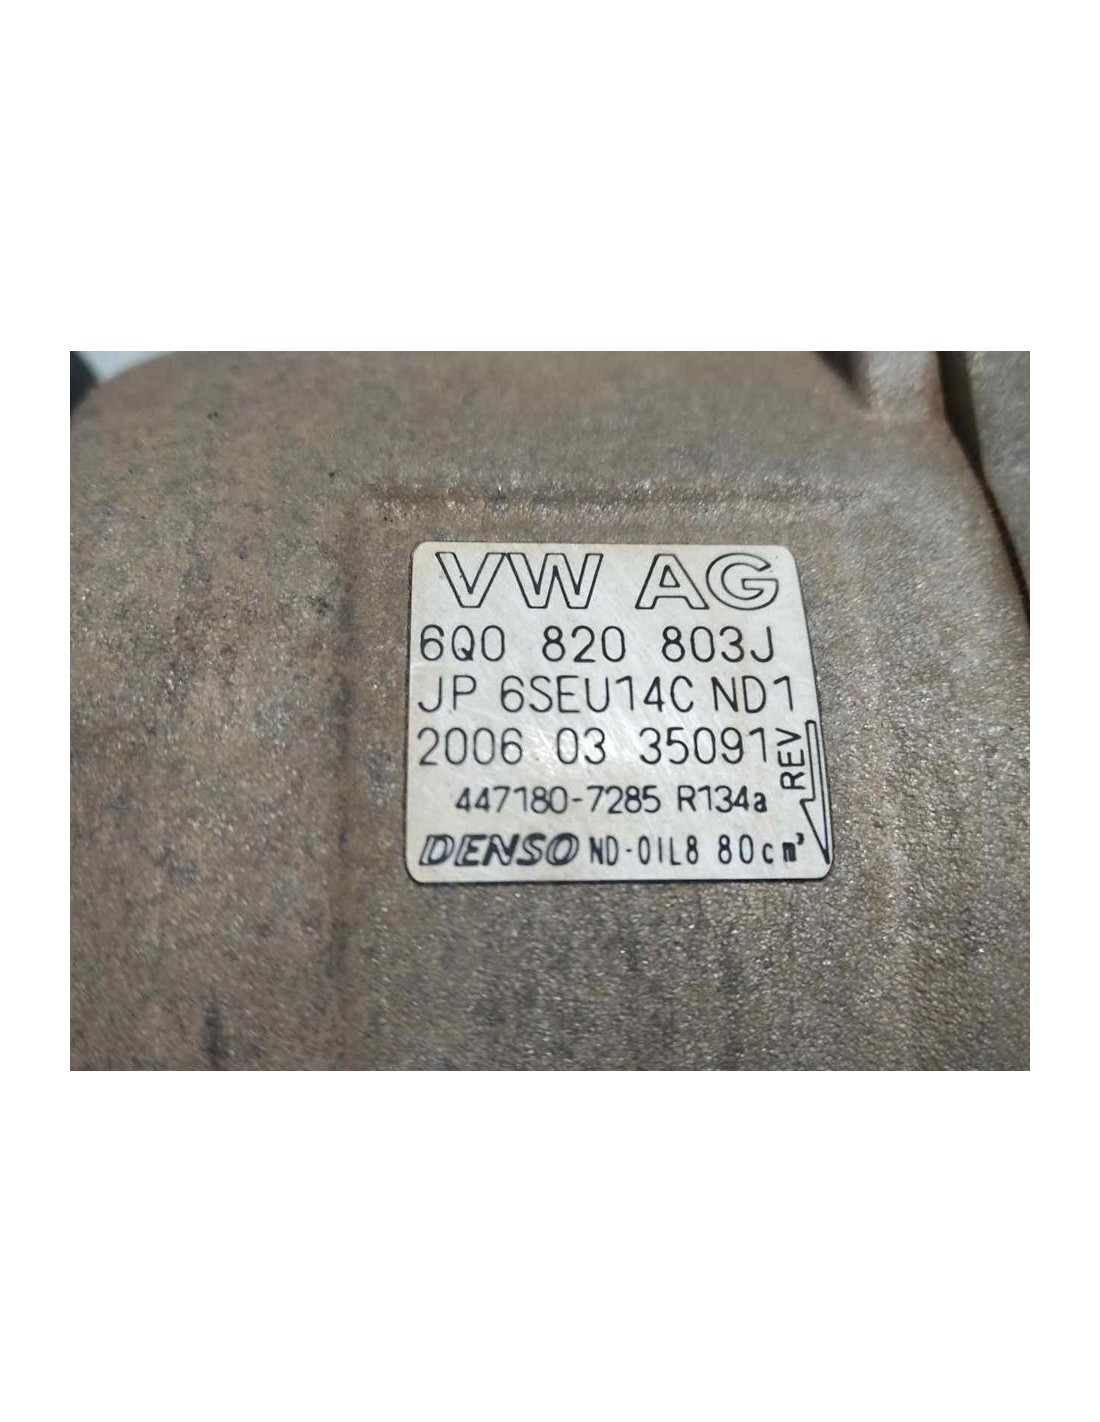 VW AG
6Q0 820 803J
JP 6SEU14C ND1
2006 03 35091
REV
447180-7285 R134a
DENSO ND-OIL8 80cm³